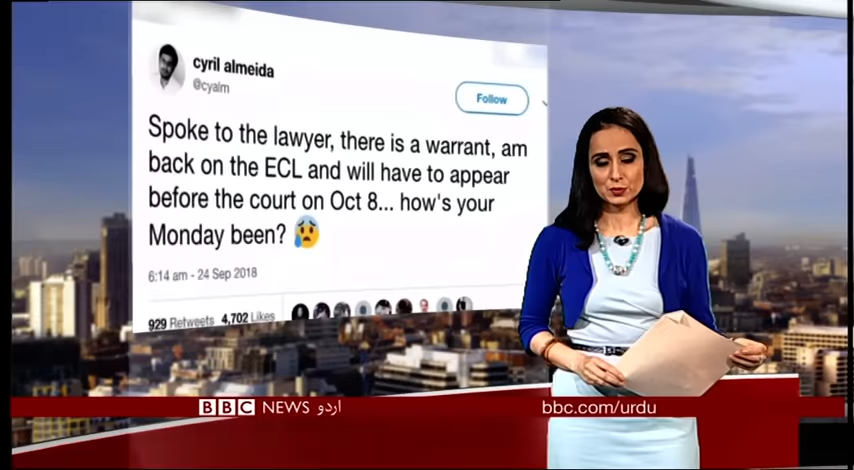 cyril almeida
@cyalm
Follow
Spoke to the lawyer, there is a warrant, am
back on the ECL and will have to appear
before the court on Oct 8... how's your
Monday been? 😥
6:14 am - 24 Sep 2018
929 Retweets 4,702 Likes
BBC NEWS اردو
bbc.com/urdu